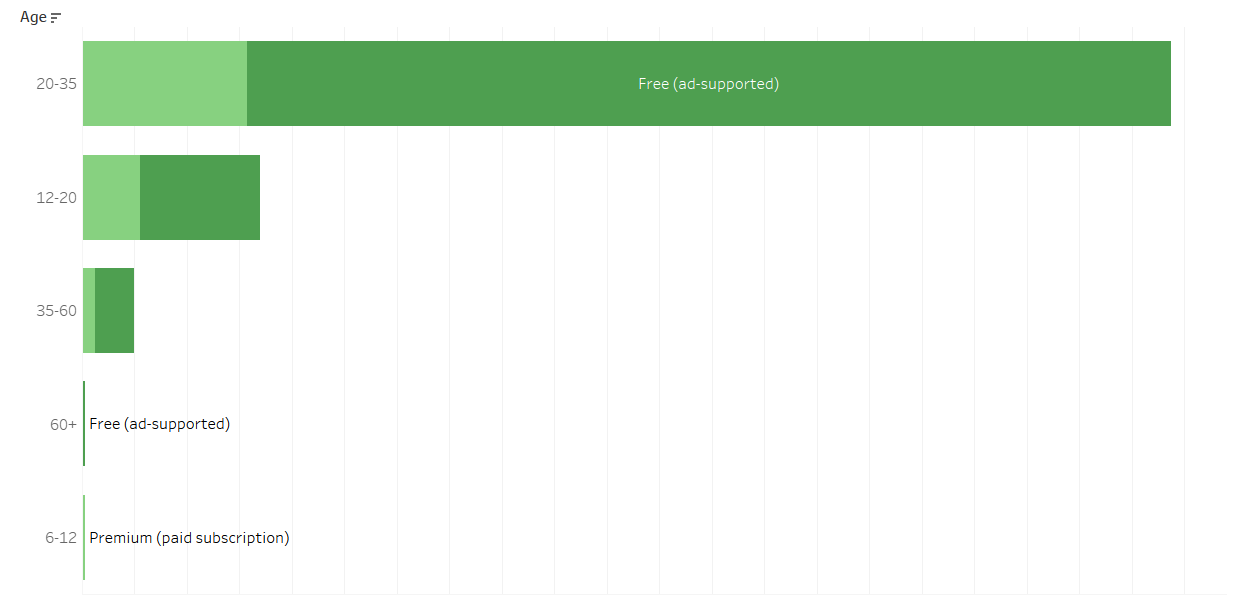 Age
20-35
Free (ad-supported)
12-20
35-60
60+
Free (ad-supported)
6-12
Premium (paid subscription)